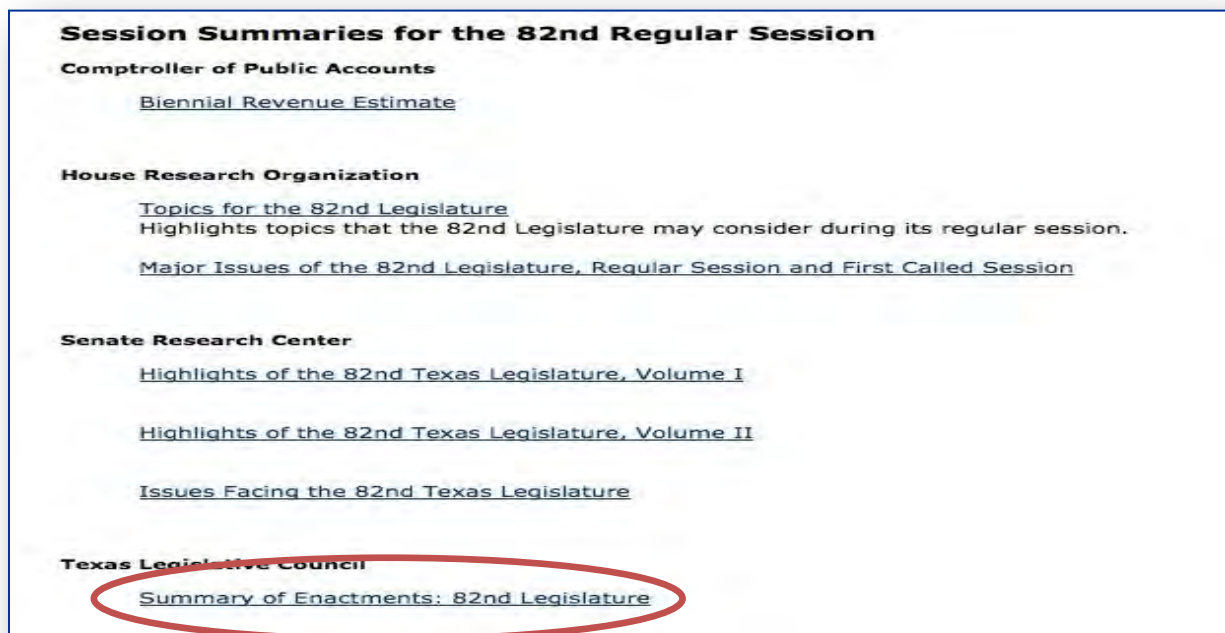 Session Summaries for the 82nd Regular Session
Comptroller of Public Accounts
Biennial Revenue Estimate
House Research Organization
Topics for the 82nd Legislature
Highlights topics that the 82nd Legislature may consider during its regular session.
Major Issues of the 82nd Legislature, Regular Session and First Called Session
Senate Research Center
Highlights of the 82nd Texas Legislature, Volume I
Highlights of the 82nd Texas Legislature, Volume II
Issues Facing the 82nd Texas Legislature
Texas Legislative Council
Summary of Enactments: 82nd Legislature